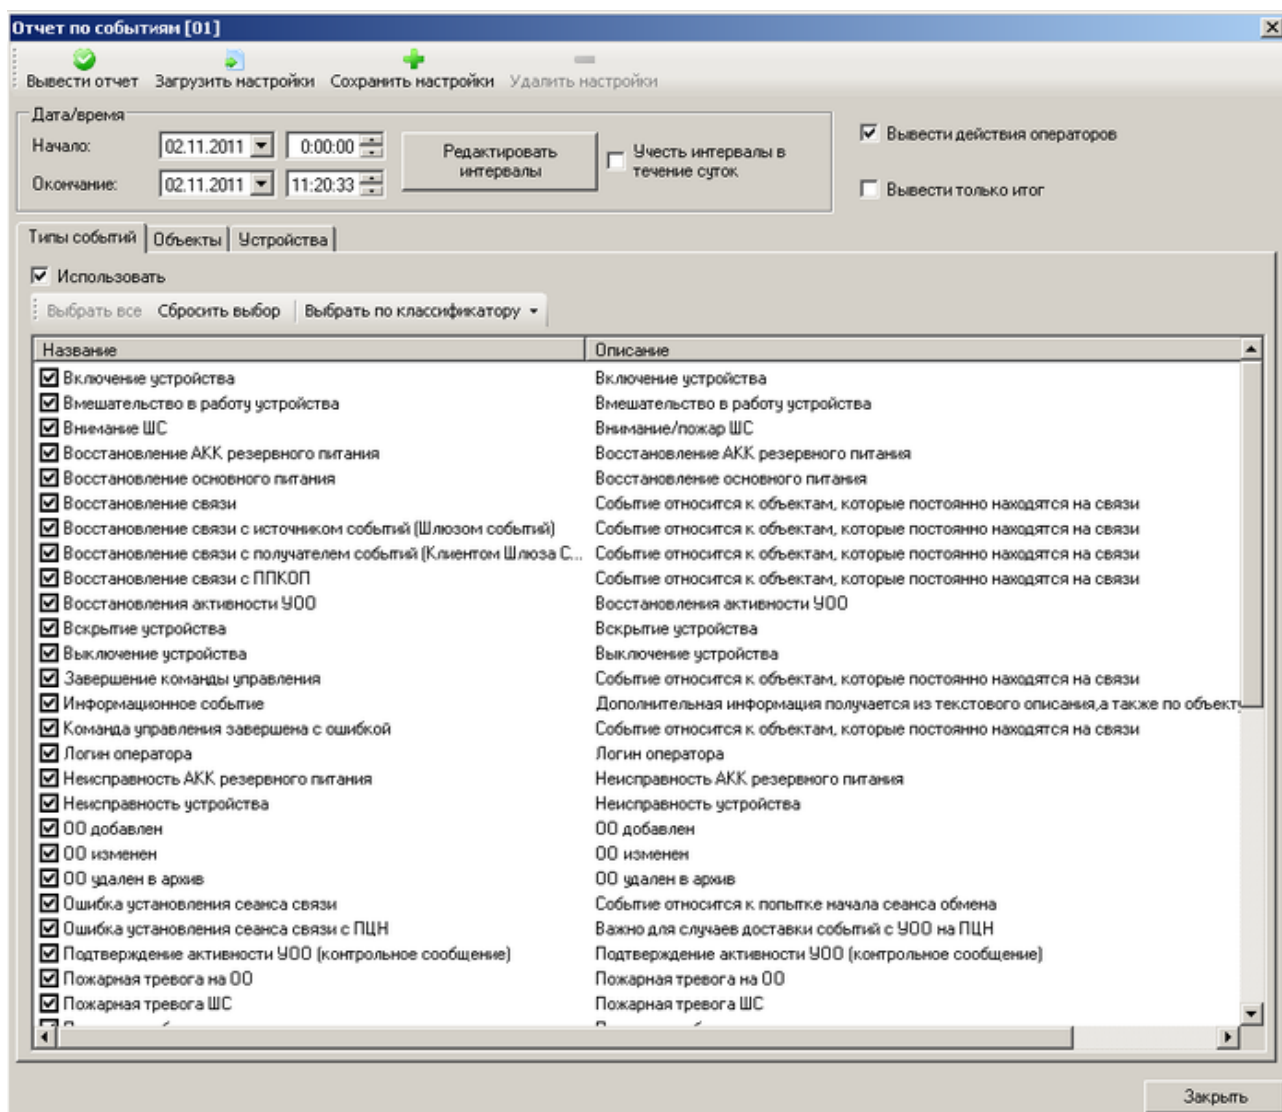 Отчет по событиям [01]
Вывести отчет Загрузить настройки Сохранить настройки Удалить настройки
Дата/время
Начало: 02.11.2011 0:00:00
Окончание: 02.11.2011 11:20:33
Редактировать интервалы
Учесть интервалы в течение суток
Вывести действия операторов
Вывести только итог
Типы событий Объекты Устройства
Использовать
Выбрать все Сбросить выбор Выбрать по классификатору
Название Описание
Включение устройства Включение устройства
Вмешательство в работу устройства Вмешательство в работу устройства
Внимание ШС Внимание/пожар ШС
Восстановление АКК резервного питания Восстановление АКК резервного питания
Восстановление основного питания Восстановление основного питания
Восстановление связи Событие относится к объектам, которые постоянно находятся на связи
Восстановление связи с источником событий (Шлюзом событий) Событие относится к объектам, которые постоянно находятся на связи
Восстановление связи с получателем событий (Клиентом Шлюза С... Событие относится к объектам, которые постоянно находятся на связи
Восстановление связи с ППКОП Событие относится к объектам, которые постоянно находятся на связи
Восстановления активности УОО Восстановления активности УОО
Вскрытие устройства Вскрытие устройства
Выключение устройства Выключение устройства
Завершение команды управления Событие относится к объектам, которые постоянно находятся на связи
Информационное событие Дополнительная информация получается из текстового описания,а также по объекту
Команда управления завершена с ошибкой Событие относится к объектам, которые постоянно находятся на связи
Логин оператора Логин оператора
Неисправность АКК резервного питания Неисправность АКК резервного питания
Неисправность устройства Неисправность устройства
ОО добавлен ОО добавлен
ОО изменен ОО изменен
ОО удален в архив ОО удален в архив
Ошибка установления сеанса связи Событие относится к попытке начала сеанса обмена
Ошибка установления сеанса связи с ПЦН Важно для случаев доставки событий с УОО на ПЦН
Подтверждение активности УОО (контрольное сообщение) Подтверждение активности УОО (контрольное сообщение)
Пожарная тревога на ОО Пожарная тревога на ОО
Пожарная тревога ШС Пожарная тревога ШС
Закрыть